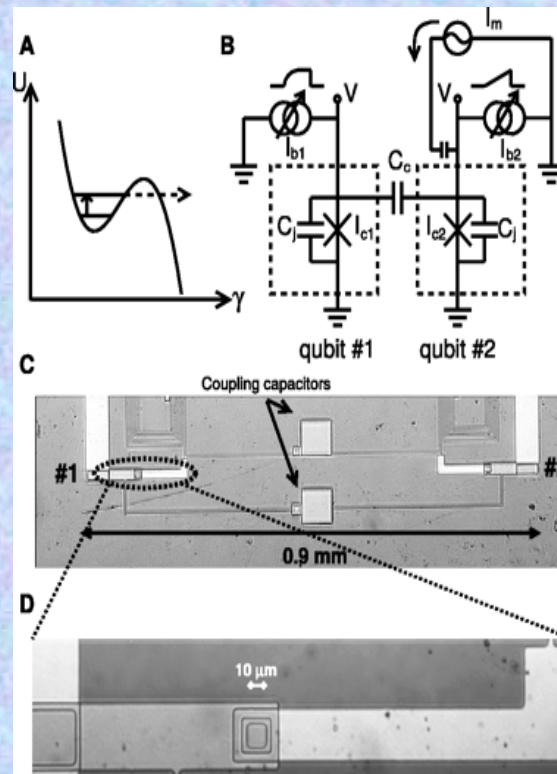 A
U
γ
B
I_m
V
V
I_b1
I_b2
C_c
C_j
I_c1
I_c2
C_j
qubit #1
qubit #2
C
Coupling capacitors
#1
#
0.9 mm
D
10 μm